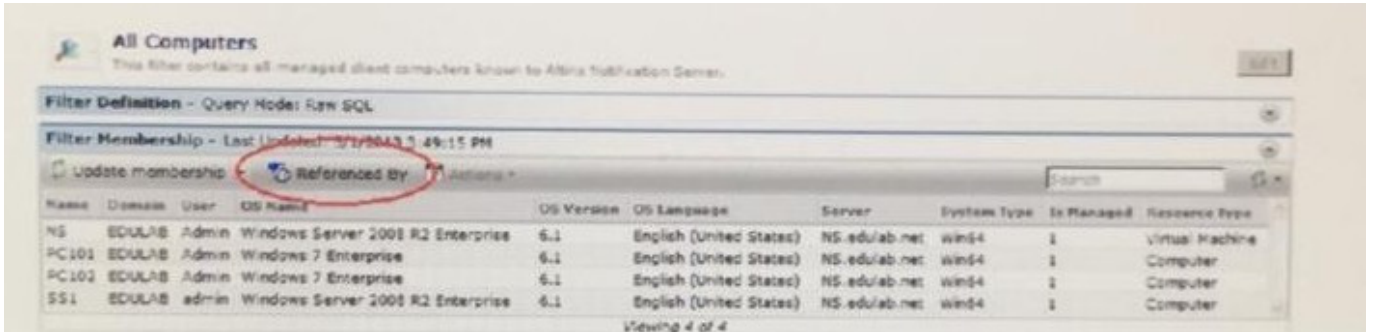 All Computers
This filter contains all managed client computers known to Altiris Notification Server.
Edit
Filter Definition - Query Mode: Raw SQL
Filter Membership - Last Updated: 49:15 PM
Update membership Referenced By Actions Search
Name Domain User OS Name OS Version OS Language Server System Type Is Managed Resource Type
NS EDULAB Admin Windows Server 2008 R2 Enterprise 6.1 English (United States) NS.edulab.net Win64 1 Virtual Machine
PC101 EDULAB Admin Windows 7 Enterprise 6.1 English (United States) NS.edulab.net Win64 1 Computer
PC102 EDULAB Admin Windows 7 Enterprise 6.1 English (United States) NS.edulab.net Win64 1 Computer
SS1 EDULAB admin Windows Server 2008 R2 Enterprise 6.1 English (United States) NS.edulab.net Win64 1 Computer
Viewing 4 of 4